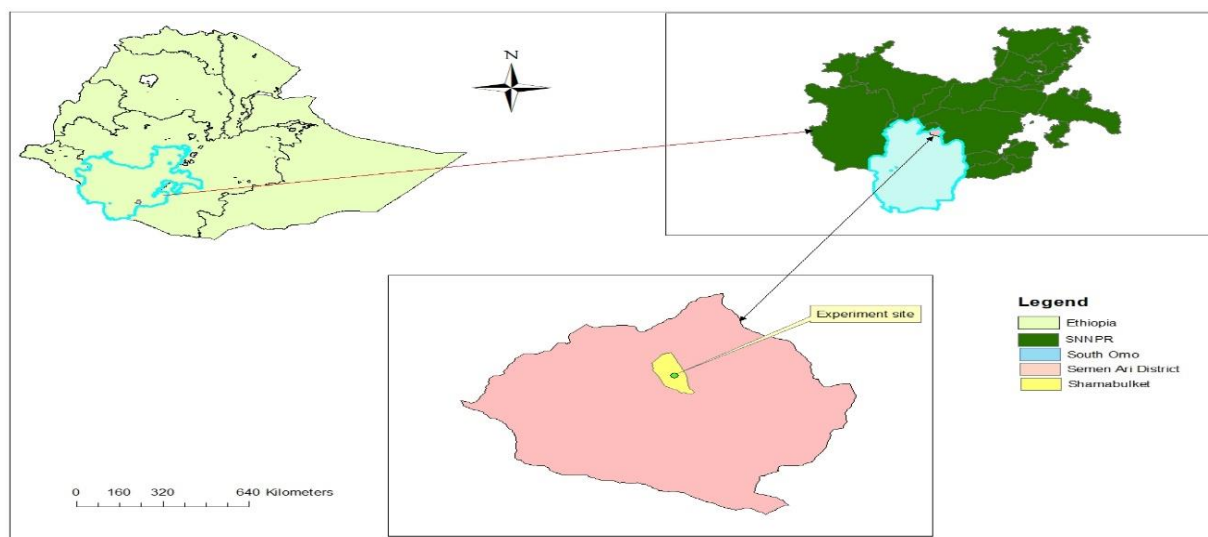 N
Experiment site
Legend
Ethiopia
SNNPR
South Omo
Semen Ari District
Shamabulket
0 160 320 640 Kilometers